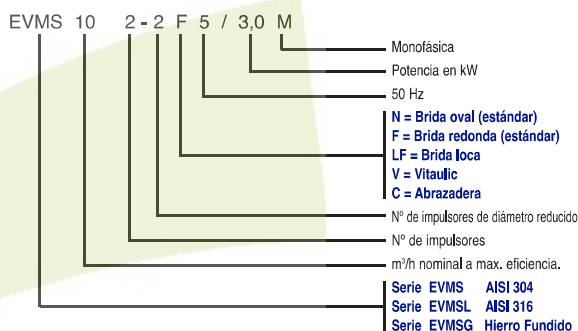 EVMS 10 2 - 2 F 5 / 3,0 M
Monofásica
Potencia en kW
50 Hz
N = Brida oval (estándar)
F = Brida redonda (estándar)
LF = Brida loca
V = Vitaulic
C = Abrazadera
Nº de impulsores de diámetro reducido
Nº de impulsores
m³/h nominal a max. eficiencia.
Serie EVMS AISI 304
Serie EVMSL AISI 316
Serie EVMSG Hierro Fundido